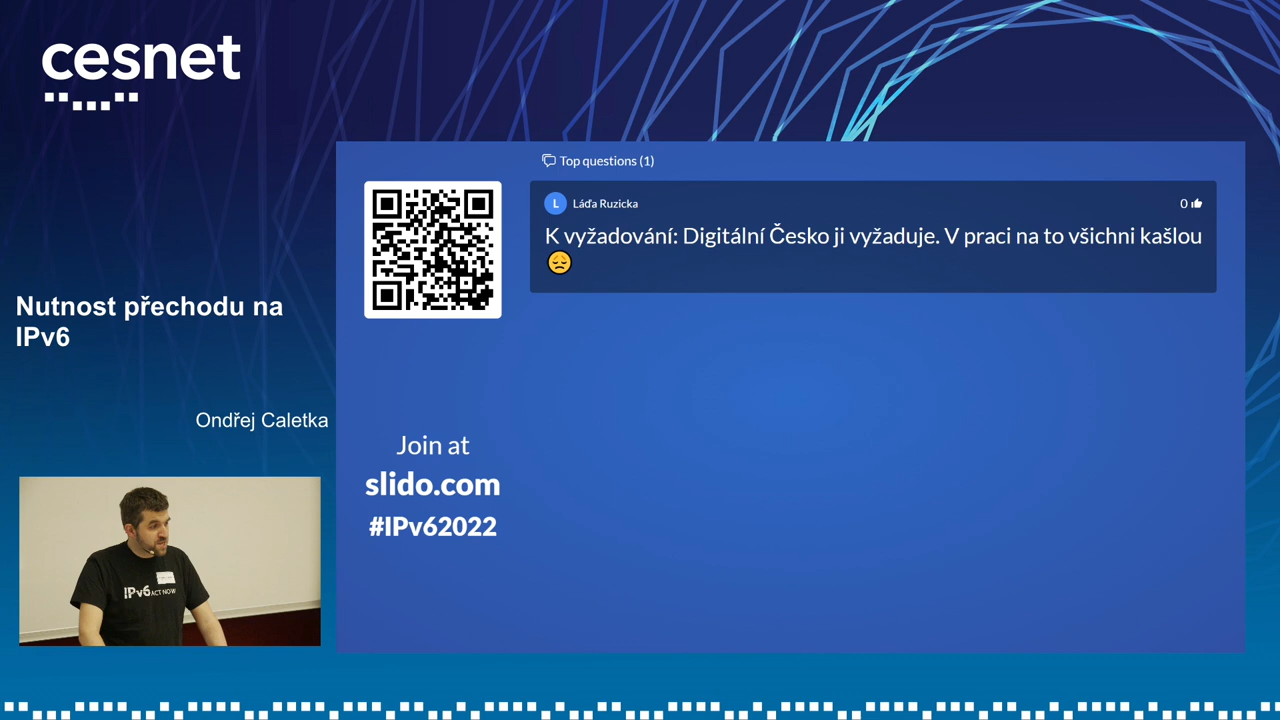 cesnet
Top questions (1)
L
Láďa Ruzicka
0
K vyžadování: Digitální Česko ji vyžaduje. V praci na to všichni kašlou
😞
Nutnost přechodu na
IPv6
Ondřej Caletka
Join at
slido.com
#IPv62022
IPv6 ACT NOW